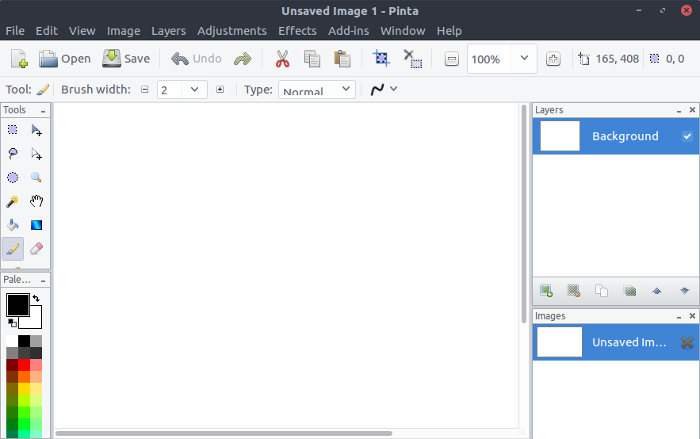 Unsaved Image 1 - Pinta
File Edit View Image Layers Adjustments Effects Add-ins Window Help
Open Save Undo 100% 165, 408 0, 0
Tool: Brush width: 2 Type: Normal
Tools
Layers
Background
Pale...
Images
Unsaved Im...